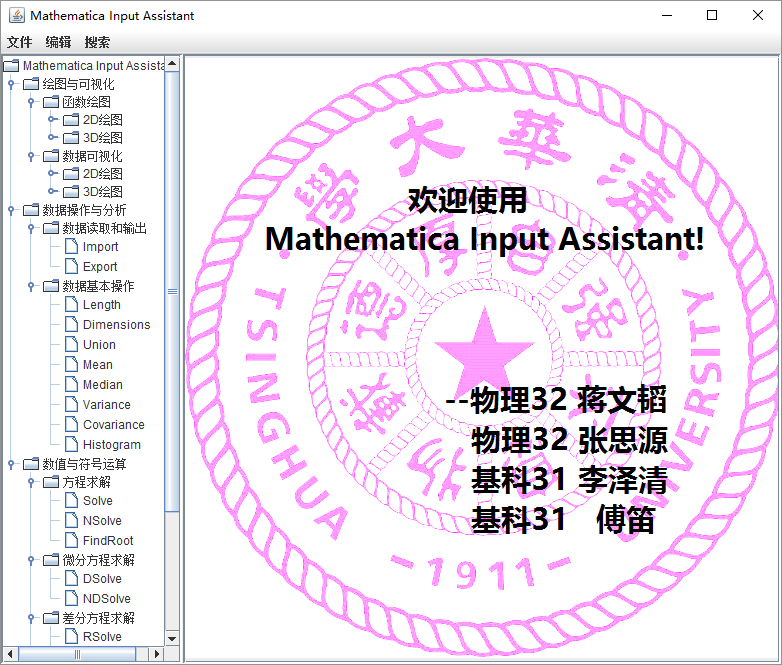 Mathematica Input Assistant
文件 编辑 搜索
Mathematica Input Assista
绘图与可视化
函数绘图
2D绘图
3D绘图
数据可视化
2D绘图
3D绘图
数据操作与分析
数据读取和输出
Import
Export
数据基本操作
Length
Dimensions
Union
Mean
Median
Variance
Covariance
Histogram
数值与符号运算
方程求解
Solve
NSolve
FindRoot
微分方程求解
DSolve
NDSolve
差分方程求解
RSolve
學大華清
欢迎使用
Mathematica Input Assistant!
--物理32 蒋文韬
物理32 张思源
基科31 李泽清
基科31 傅笛
TSINGHUA UNIVERSITY
－1911－